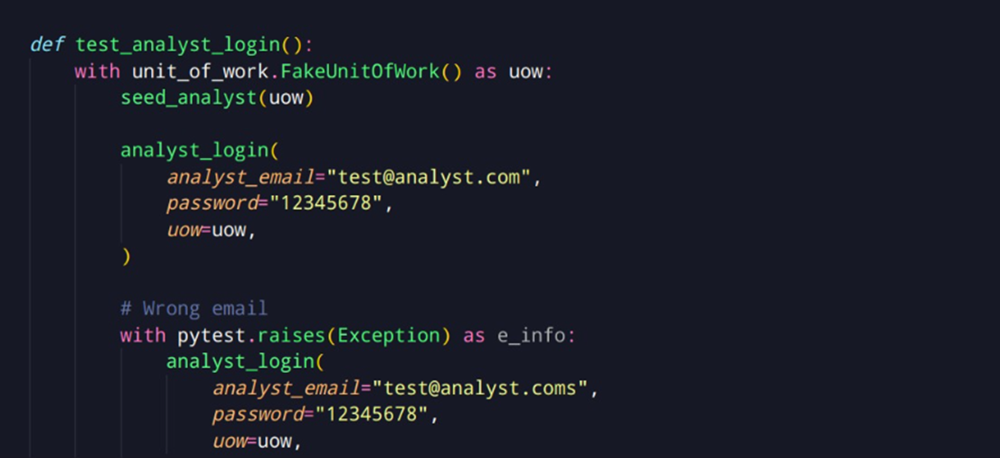 def test_analyst_login():
    with unit_of_work.FakeUnitOfWork() as uow:
        seed_analyst(uow)

        analyst_login(
            analyst_email="test@analyst.com",
            password="12345678",
            uow=uow,
        )

        # Wrong email
        with pytest.raises(Exception) as e_info:
            analyst_login(
                analyst_email="test@analyst.coms",
                password="12345678",
                uow=uow,